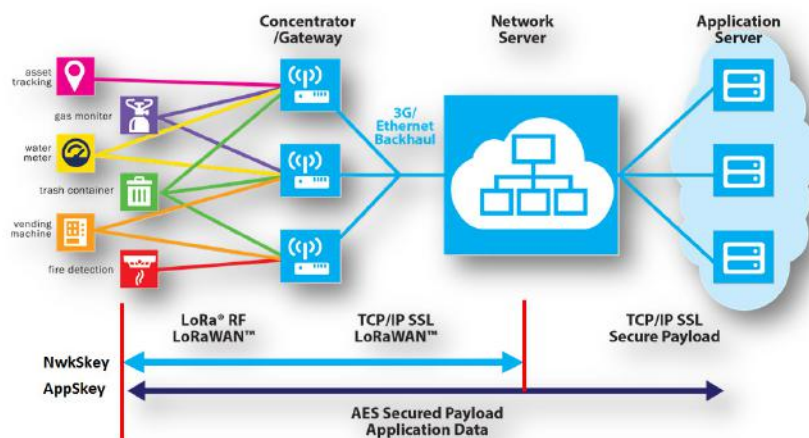 Concentrator
/Gateway
Network
Server
Application
Server
asset
tracking
gas moniter
water
meter
trash container
vending
machine
fire detection
3G/
Ethernet
Backhaul
LoRa® RF
LoRaWAN™
TCP/IP SSL
LoRaWAN™
TCP/IP SSL
Secure Payload
NwkSkey
AppSkey
AES Secured Payload
Application Data